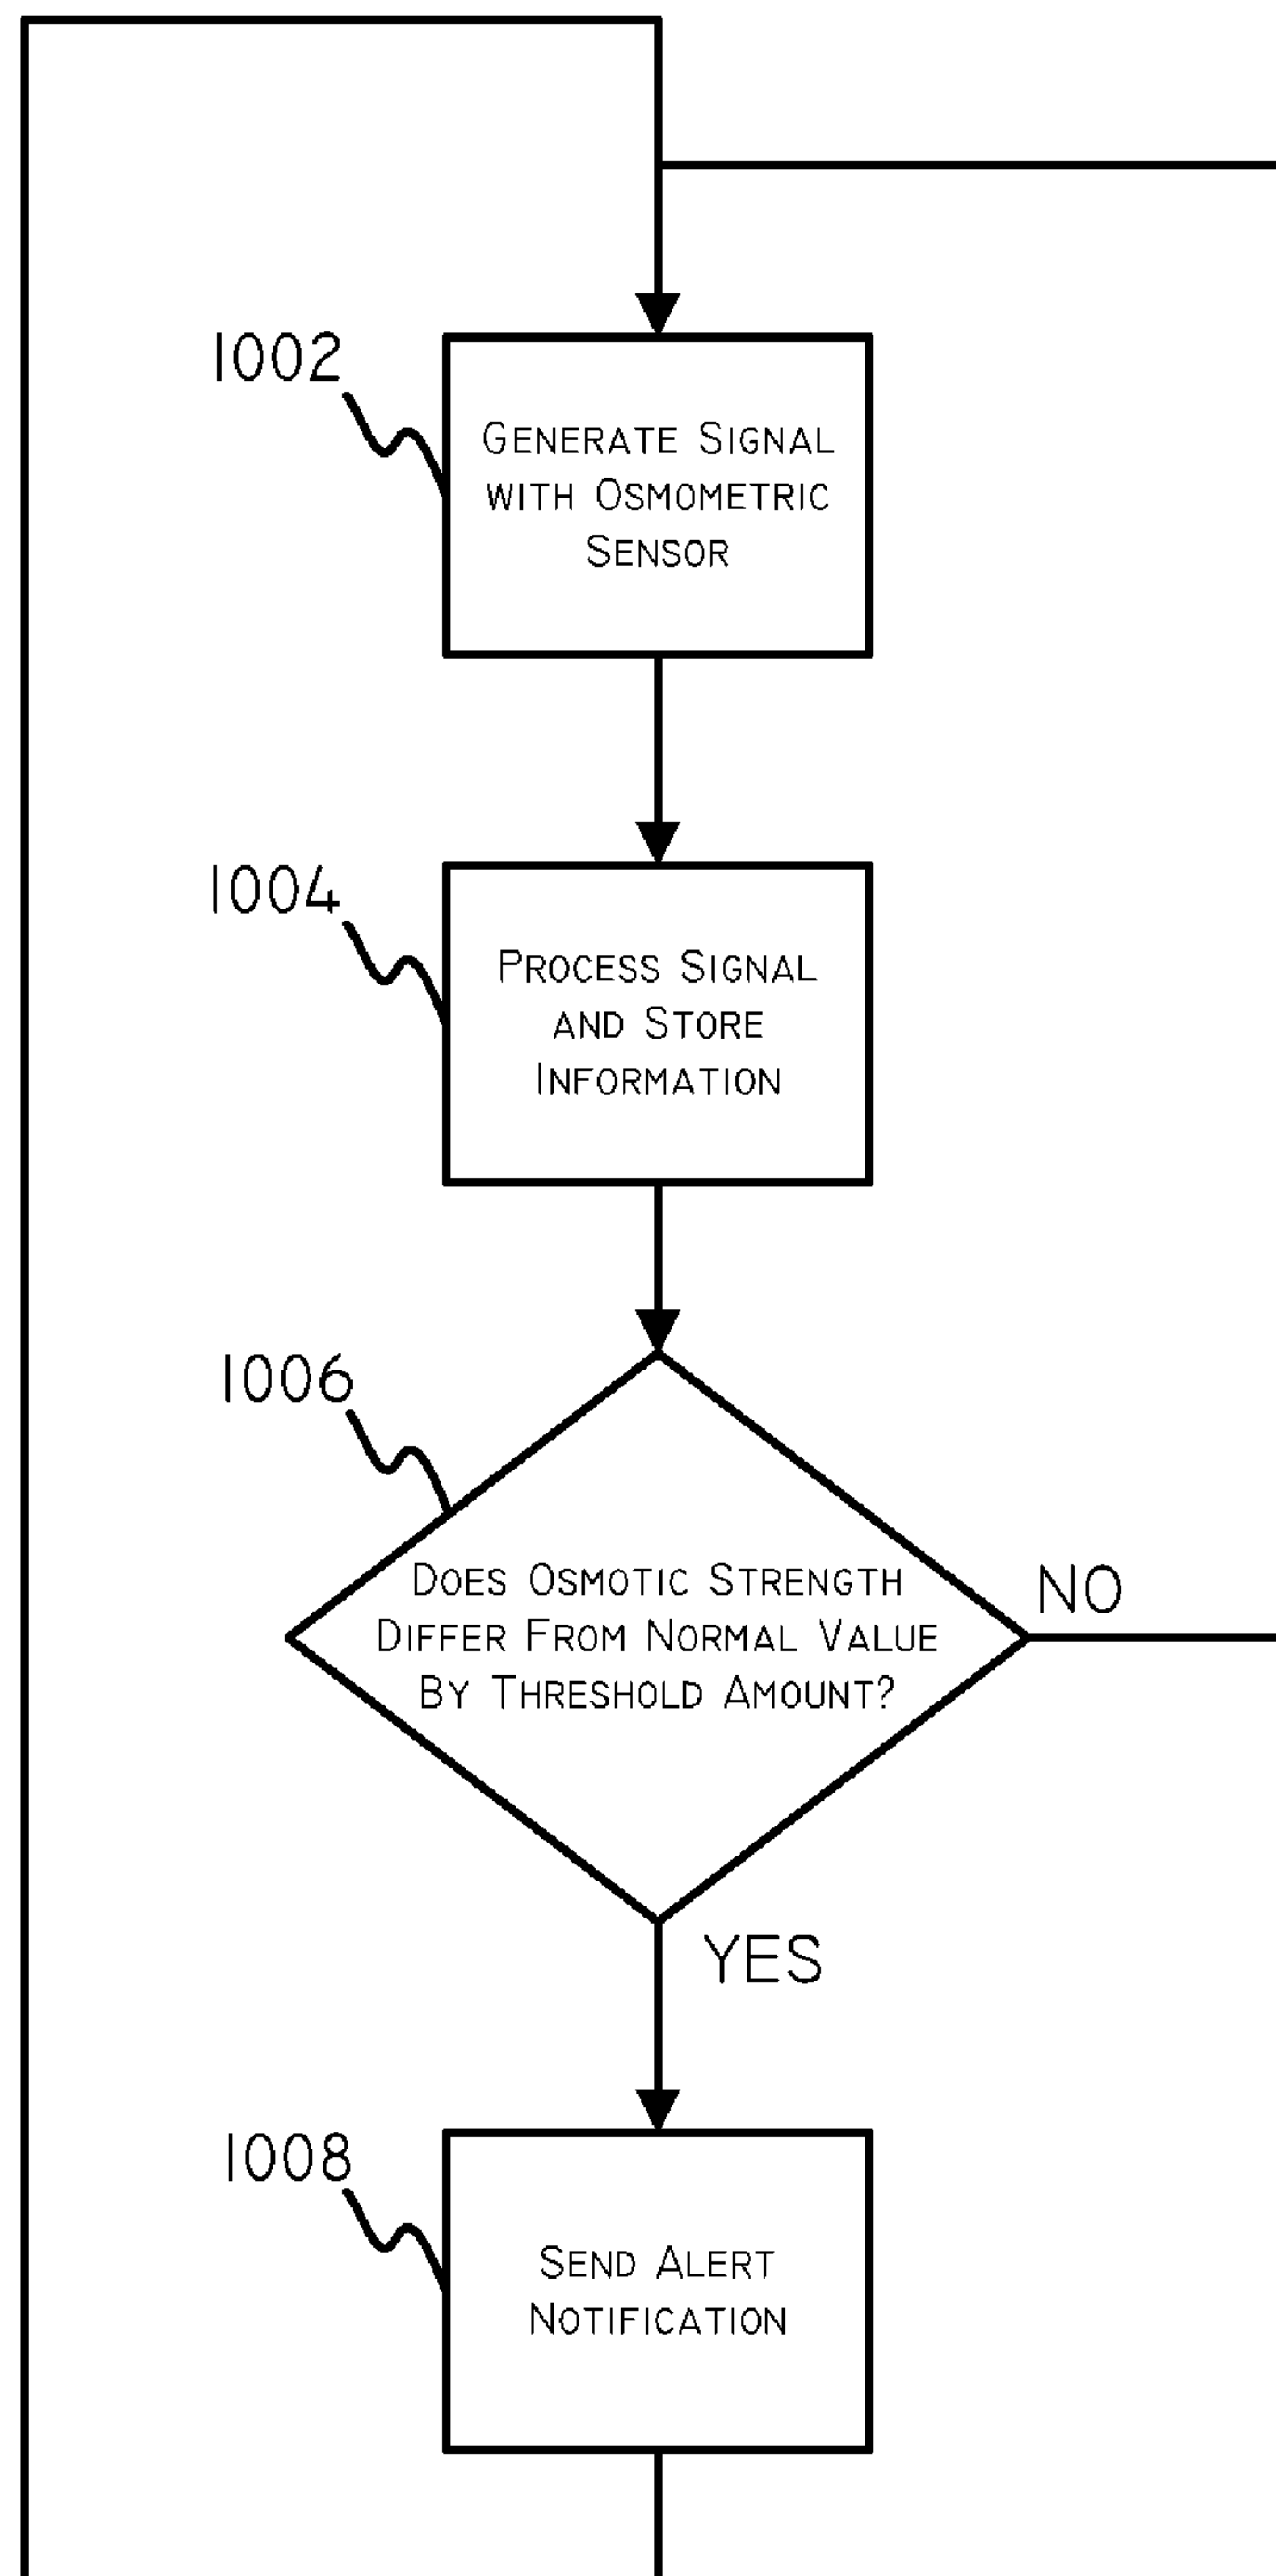 1002
GENERATE SIGNAL
WITH OSMOMETRIC
SENSOR
1004
PROCESS SIGNAL
AND STORE
INFORMATION
1006
DOES OSMOTIC STRENGTH
DIFFER FROM NORMAL VALUE
BY THRESHOLD AMOUNT?
NO
YES
1008
SEND ALERT
NOTIFICATION